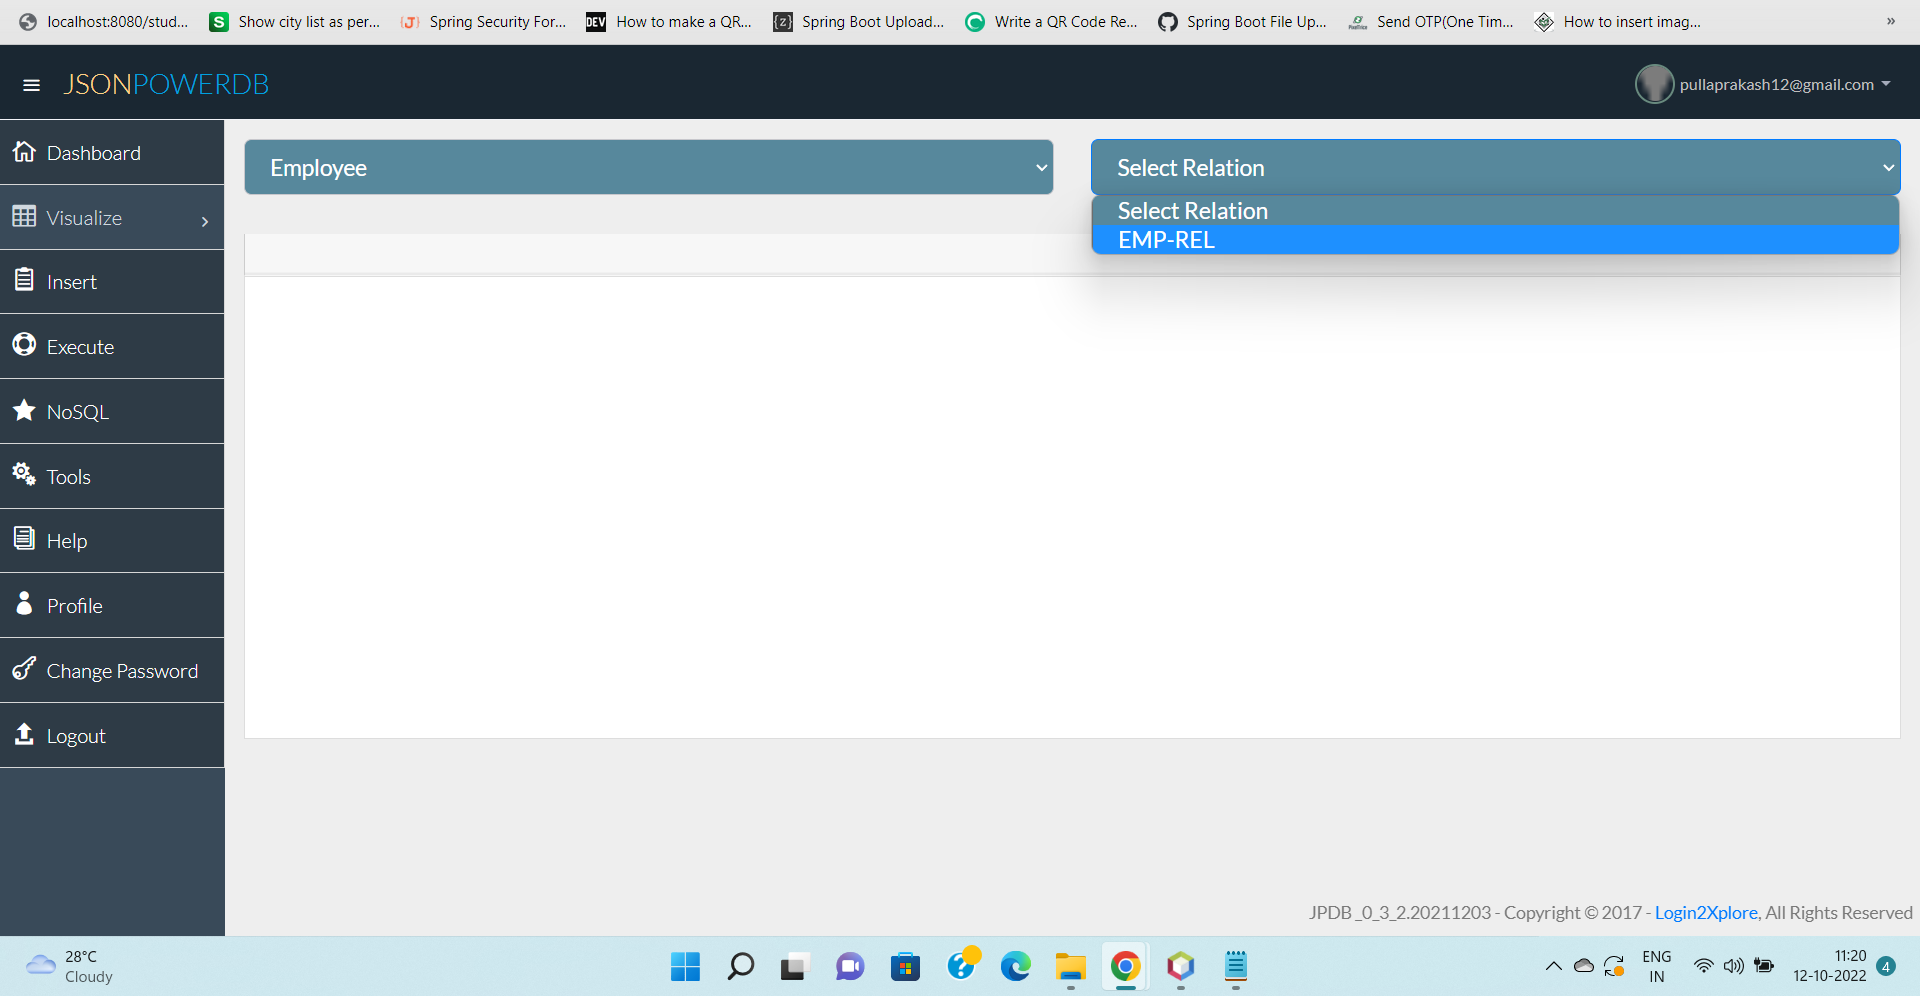 localhost:8080/stud...
Show city list as per...
Spring Security For...
DEV
How to make a QR...
{z}
Spring Boot Upload...
Write a QR Code Re...
Spring Boot File Up...
Send OTP(One Tim...
How to insert imag...
»
JSONPOWERDB
pullaprakash12@gmail.com
Dashboard
Visualize
Insert
Execute
NoSQL
Tools
Help
Profile
Change Password
Logout
Employee
Select Relation
Select Relation
EMP-REL
JPDB_0_3_2.20211203 - Copyright © 2017 - Login2Xplore, All Rights Reserved
28°C
Cloudy
ENG
IN
11:20
12-10-2022
4